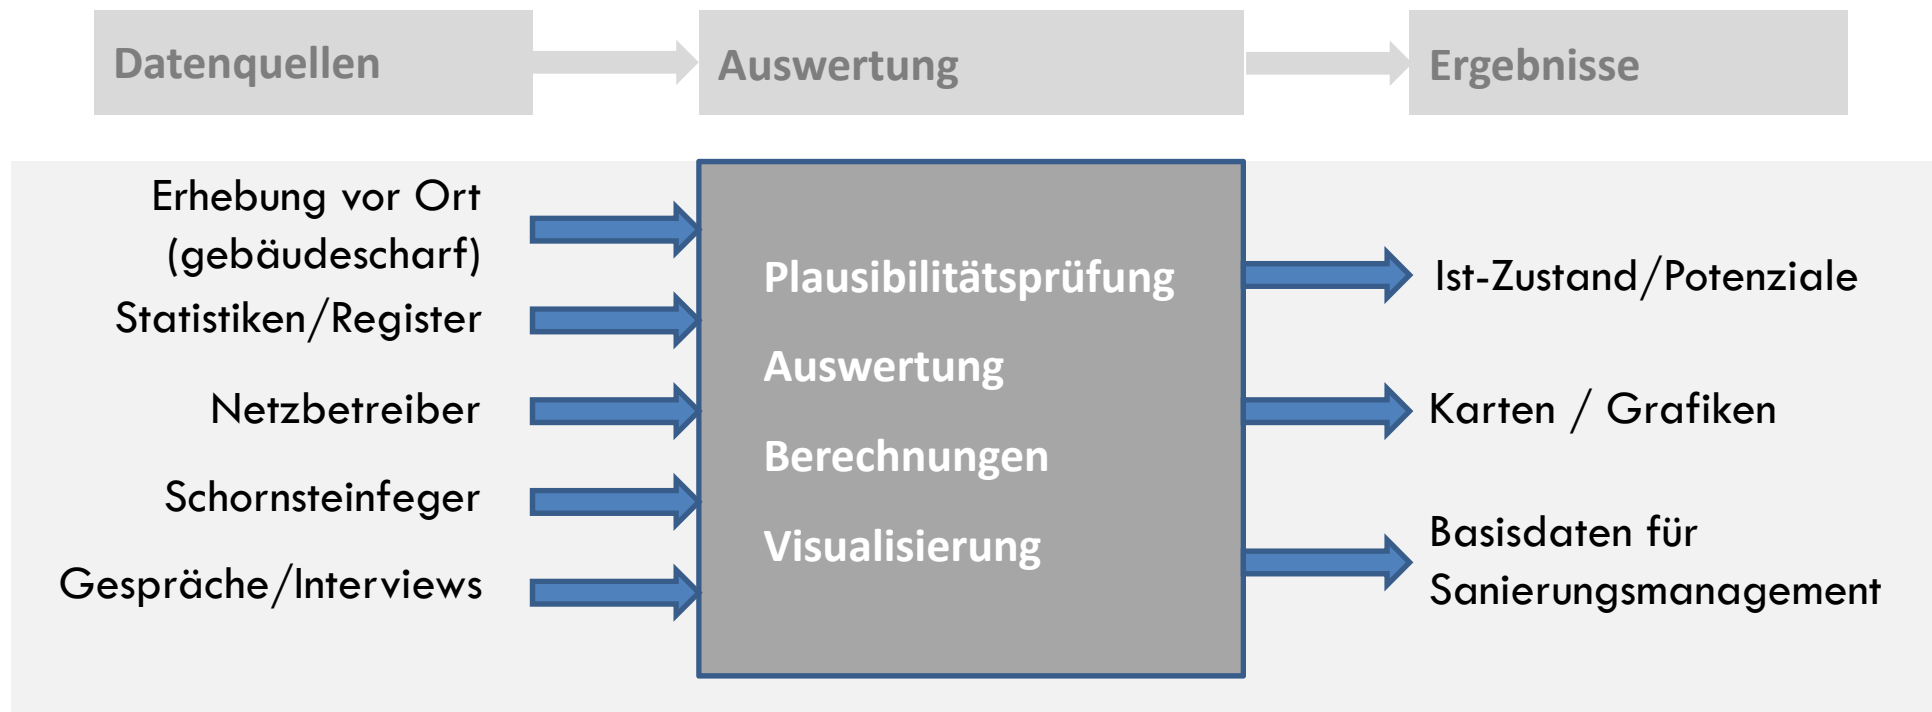 Datenquellen
Auswertung
Ergebnisse
Erhebung vor Ort
(gebäudescharf)
Statistiken/Register
Netzbetreiber
Schornsteinfeger
Gespräche/Interviews
Plausibilitätsprüfung
Auswertung
Berechnungen
Visualisierung
Ist-Zustand/Potenziale
Karten / Grafiken
Basisdaten für
Sanierungsmanagement